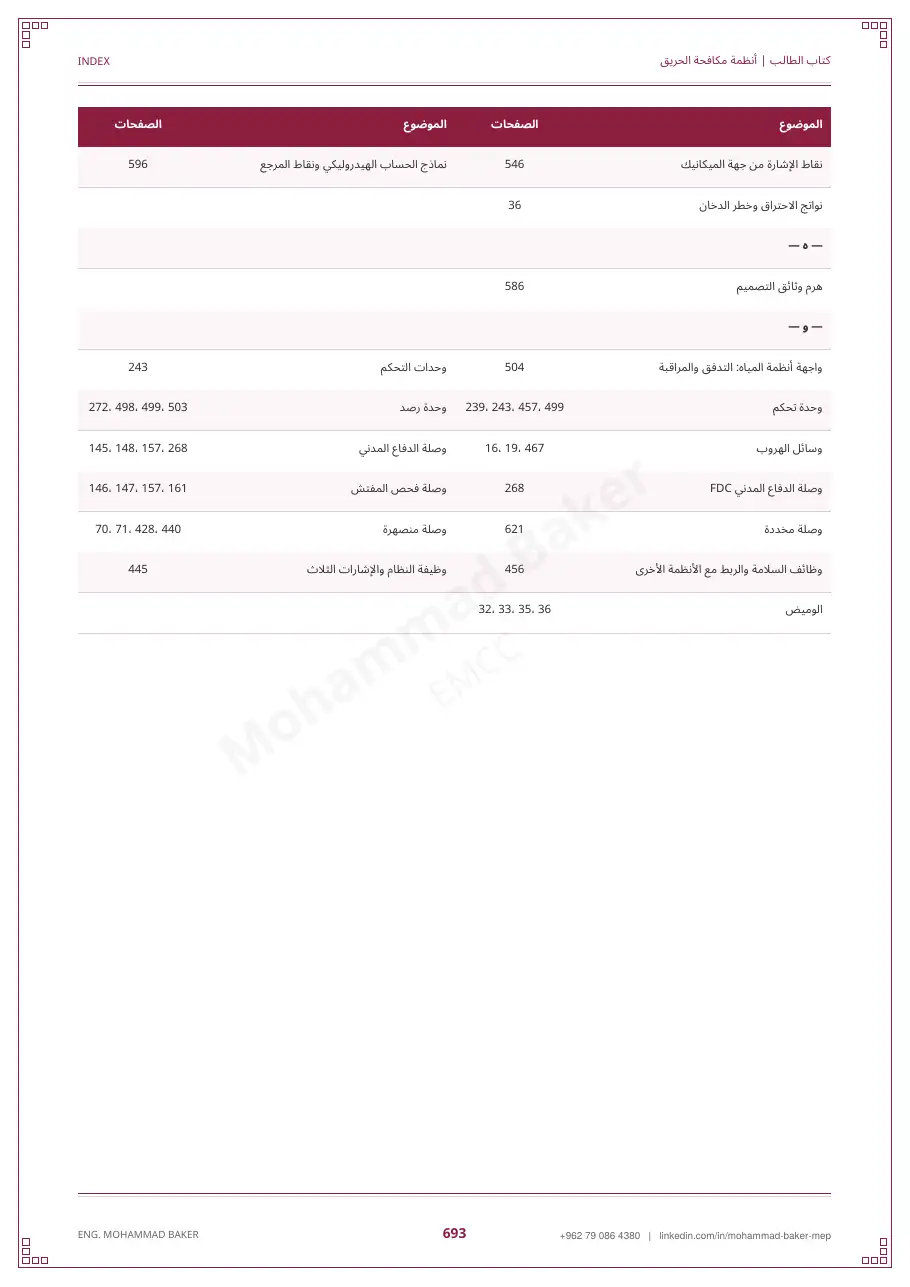 INDEX
كتاب الطالب | أنظمة مكافحة الحريق
الموضوع الصفحات الموضوع الصفحات
نقاط الإشارة من جهة الميكانيك 546 نماذج الحساب الهيدروليكي ونقاط المرجع 596
نواتج الاحتراق وخطر الدخان 36
— ه —
هرم وثائق التصميم 586
— و —
واجهة أنظمة المياه: التدفق والمراقبة 504 وحدات التحكم 243
وحدة تحكم 239، 243، 457، 499 وحدة رصد 272، 498، 499، 503
وسائل الهروب 16، 19، 467 وصلة الدفاع المدني 145، 148، 157، 268
وصلة الدفاع المدني FDC 268 وصلة فحص المفتش 146، 147، 157، 161
وصلة مخددة 621 وصلة منصهرة 70، 71، 428، 440
وظائف السلامة والربط مع الأنظمة الأخرى 456 وظيفة النظام والإشارات الثلاث 445
الوميض 32، 33، 35، 36
Mohammad Baker
EMCC
ENG. MOHAMMAD BAKER
693
+962 79 086 4380 | linkedin.com/in/mohammad-baker-mep